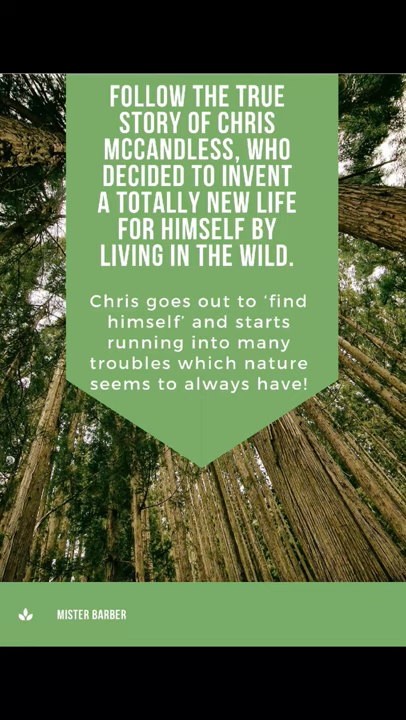 FOLLOW THE TRUE
STORY OF CHRIS
MCCANDLESS, WHO
DECIDED TO INVENT
A TOTALLY NEW LIFE
FOR HIMSELF BY
LIVING IN THE WILD.
Chris goes out to ‘find
himself’ and starts
running into many
troubles which nature
seems to always have!
MISTER BARBER